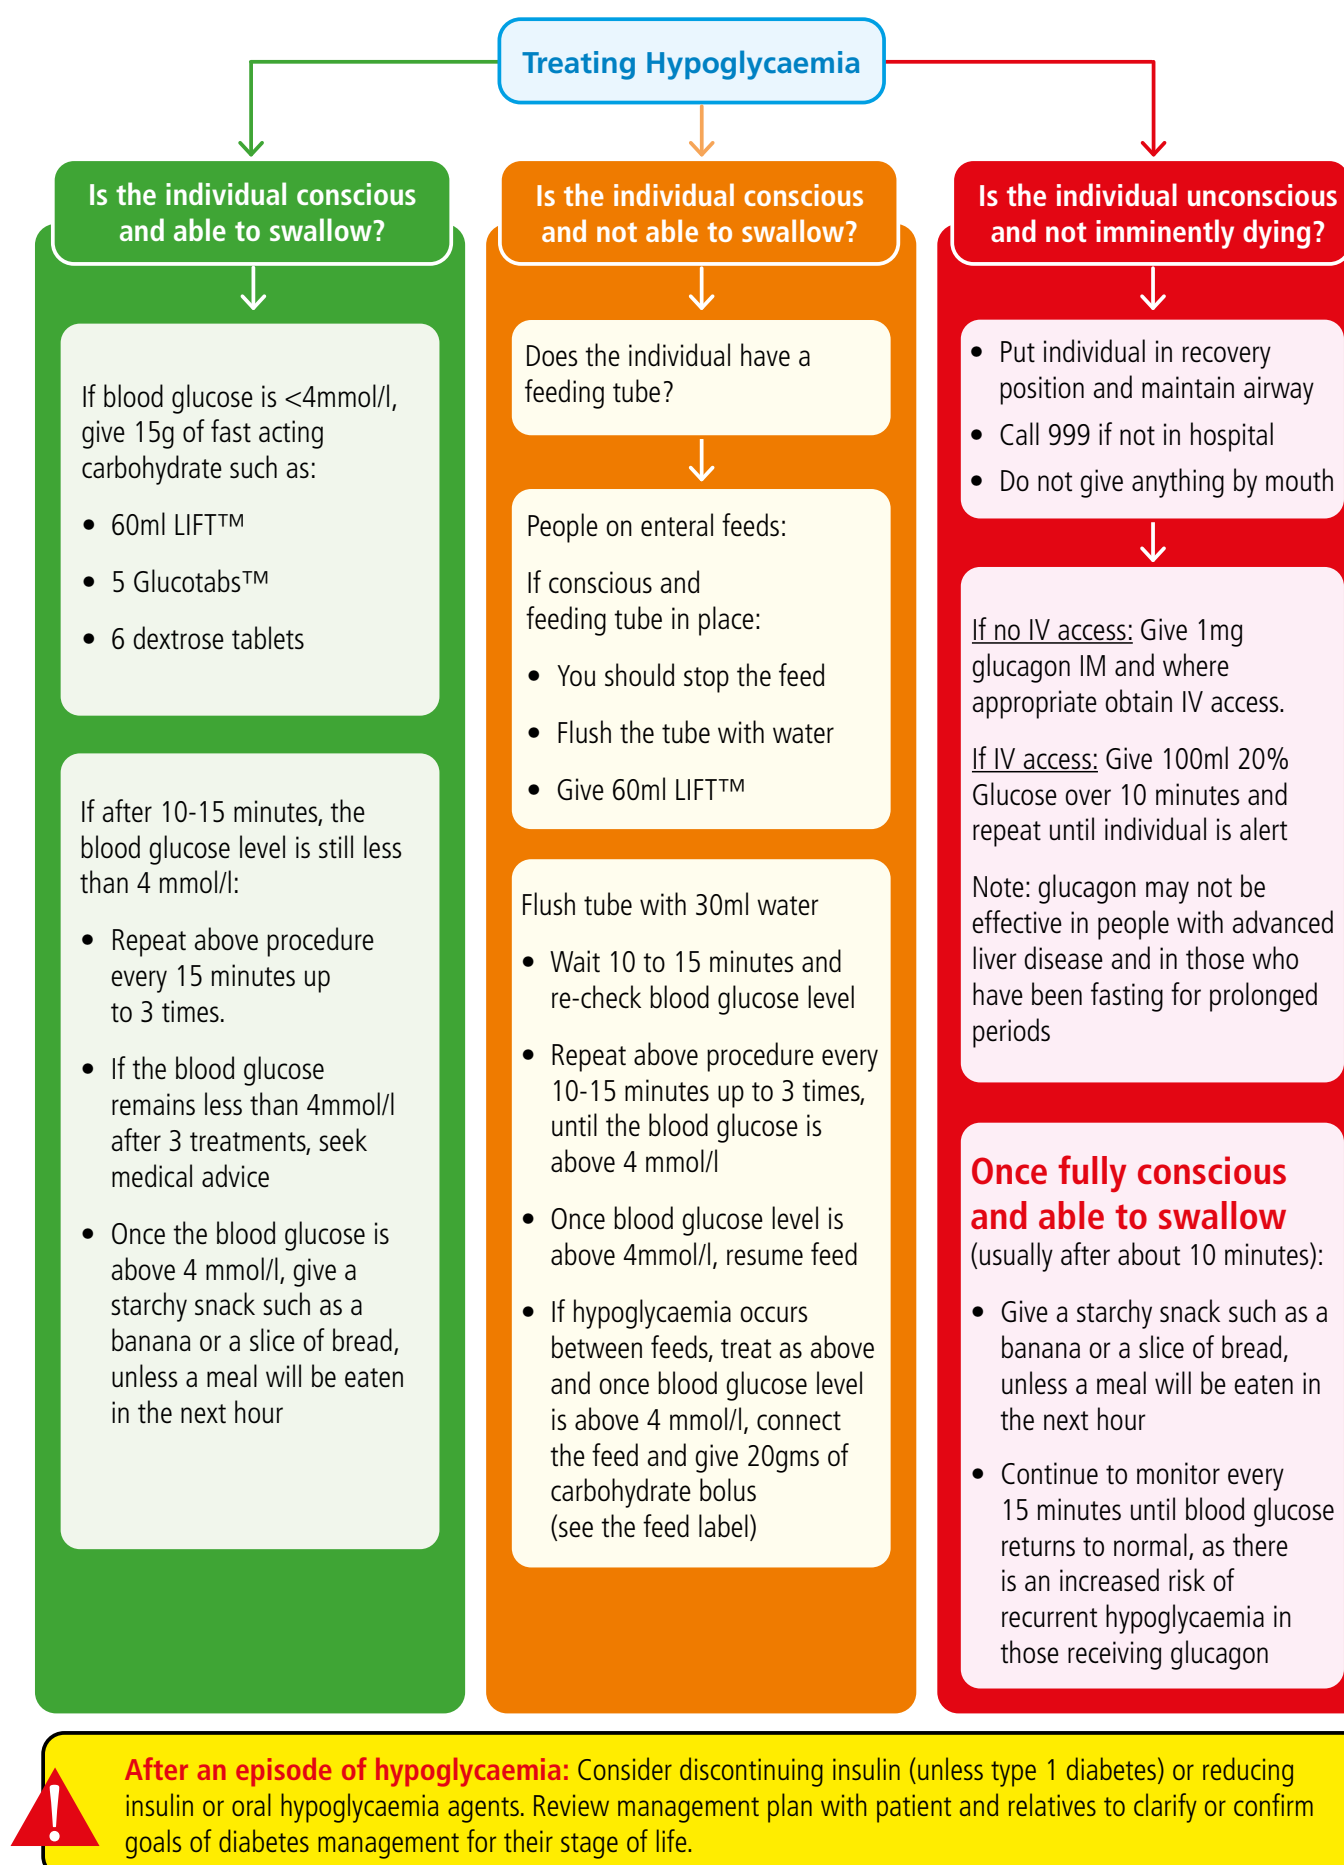 Treating Hypoglycaemia
Is the individual conscious
and able to swallow?
If blood glucose is <4mmol/l,
give 15g of fast acting
carbohydrate such as:
• 60ml LIFT™
• 5 Glucotabs™
• 6 dextrose tablets
If after 10-15 minutes, the
blood glucose level is still less
than 4 mmol/l:
• Repeat above procedure
every 15 minutes up
to 3 times.
• If the blood glucose
remains less than 4mmol/l
after 3 treatments, seek
medical advice
• Once the blood glucose is
above 4 mmol/l, give a
starchy snack such as a
banana or a slice of bread,
unless a meal will be eaten
in the next hour
Is the individual conscious
and not able to swallow?
Does the individual have a
feeding tube?
People on enteral feeds:
If conscious and
feeding tube in place:
• You should stop the feed
• Flush the tube with water
• Give 60ml LIFT™
Flush tube with 30ml water
• Wait 10 to 15 minutes and
re-check blood glucose level
• Repeat above procedure every
10-15 minutes up to 3 times,
until the blood glucose is
above 4 mmol/l
• Once blood glucose level is
above 4mmol/l, resume feed
• If hypoglycaemia occurs
between feeds, treat as above
and once blood glucose level
is above 4 mmol/l, connect
the feed and give 20gms of
carbohydrate bolus
(see the feed label)
Is the individual unconscious
and not imminently dying?
• Put individual in recovery
position and maintain airway
• Call 999 if not in hospital
• Do not give anything by mouth
If no IV access: Give 1mg
glucagon IM and where
appropriate obtain IV access.
If IV access: Give 100ml 20%
Glucose over 10 minutes and
repeat until individual is alert
Note: glucagon may not be
effective in people with advanced
liver disease and in those who
have been fasting for prolonged
periods
Once fully conscious
and able to swallow
(usually after about 10 minutes):
• Give a starchy snack such as a
banana or a slice of bread,
unless a meal will be eaten in
the next hour
• Continue to monitor every
15 minutes until blood glucose
returns to normal, as there
is an increased risk of
recurrent hypoglycaemia in
those receiving glucagon
!
After an episode of hypoglycaemia: Consider discontinuing insulin (unless type 1 diabetes) or reducing
insulin or oral hypoglycaemia agents. Review management plan with patient and relatives to clarify or confirm
goals of diabetes management for their stage of life.